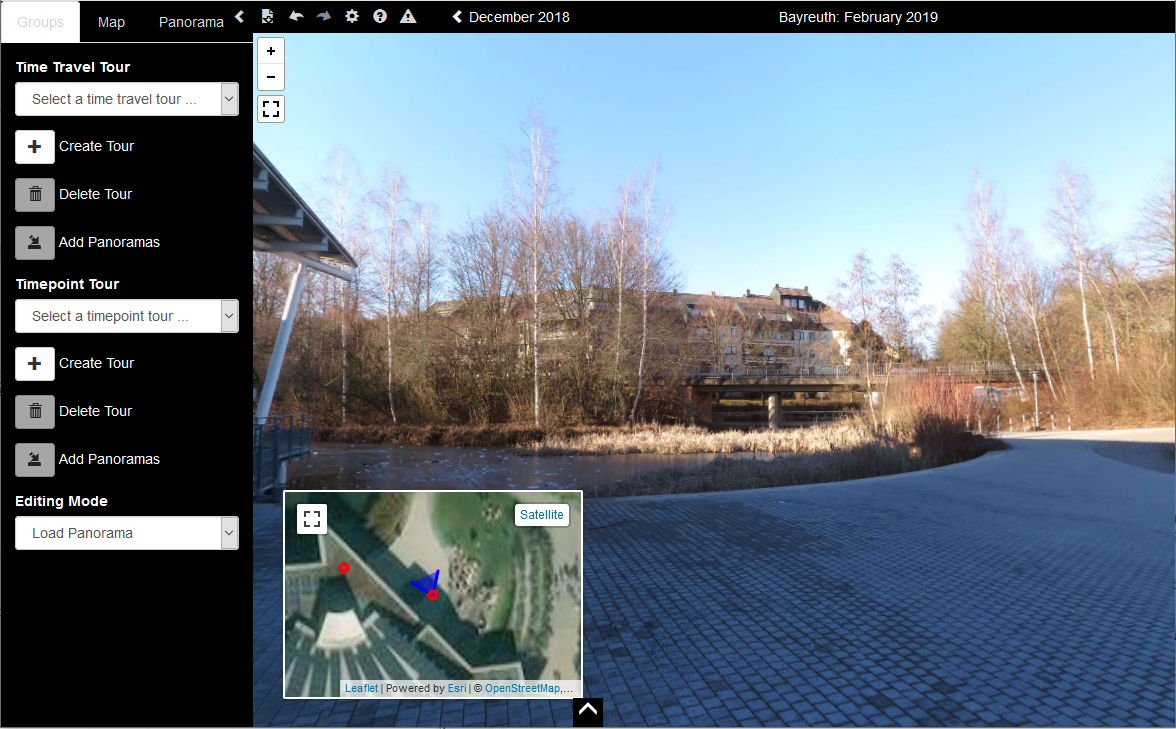 Groups
Map
Panorama
December 2018
Bayreuth: February 2019
Time Travel Tour
Select a time travel tour ...
Create Tour
Delete Tour
Add Panoramas
Timepoint Tour
Select a timepoint tour ...
Create Tour
Delete Tour
Add Panoramas
Editing Mode
Load Panorama
+
-
Satellite
Leaflet | Powered by Esri | © OpenStreetMap,...